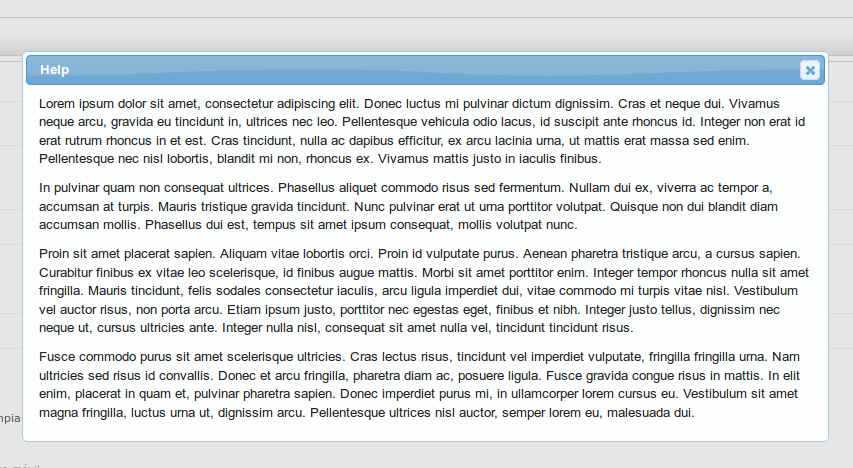 Help
Lorem ipsum dolor sit amet, consectetur adipiscing elit. Donec luctus mi pulvinar dictum dignissim. Cras et neque dui. Vivamus
neque arcu, gravida eu tincidunt in, ultrices nec leo. Pellentesque vehicula odio lacus, id suscipit ante rhoncus id. Integer non erat id
erat rutrum rhoncus in et est. Cras tincidunt, nulla ac dapibus efficitur, ex arcu lacinia urna, ut mattis erat massa sed enim.
Pellentesque nec nisl lobortis, blandit mi non, rhoncus ex. Vivamus mattis justo in iaculis finibus.
In pulvinar quam non consequat ultrices. Phasellus aliquet commodo risus sed fermentum. Nullam dui ex, viverra ac tempor a,
accumsan at turpis. Mauris tristique gravida tincidunt. Nunc pulvinar erat ut urna porttitor volutpat. Quisque non dui blandit diam
accumsan mollis. Phasellus dui est, tempus sit amet ipsum consequat, mollis volutpat nunc.
Proin sit amet placerat sapien. Aliquam vitae lobortis orci. Proin id vulputate purus. Aenean pharetra tristique arcu, a cursus sapien.
Curabitur finibus ex vitae leo scelerisque, id finibus augue mattis. Morbi sit amet porttitor enim. Integer tempor rhoncus nulla sit amet
fringilla. Mauris tincidunt, felis sodales consectetur iaculis, arcu ligula imperdiet dui, vitae commodo mi turpis vitae nisl. Vestibulum
vel auctor risus, non porta arcu. Etiam ipsum justo, porttitor nec egestas eget, finibus et nibh. Integer justo tellus, dignissim nec
neque ut, cursus ultricies ante. Integer nulla nisl, consequat sit amet nulla vel, tincidunt tincidunt risus.
Fusce commodo purus sit amet scelerisque ultricies. Cras lectus risus, tincidunt vel imperdiet vulputate, fringilla fringilla urna. Nam
ultricies sed risus id convallis. Donec et arcu fringilla, pharetra diam ac, posuere ligula. Fusce gravida congue risus in mattis. In elit
enim, placerat in quam et, pulvinar pharetra sapien. Donec imperdiet purus mi, in ullamcorper lorem cursus eu. Vestibulum sit amet
magna fringilla, luctus urna ut, dignissim arcu. Pellentesque ultrices nisl auctor, semper lorem eu, malesuada dui.
npia